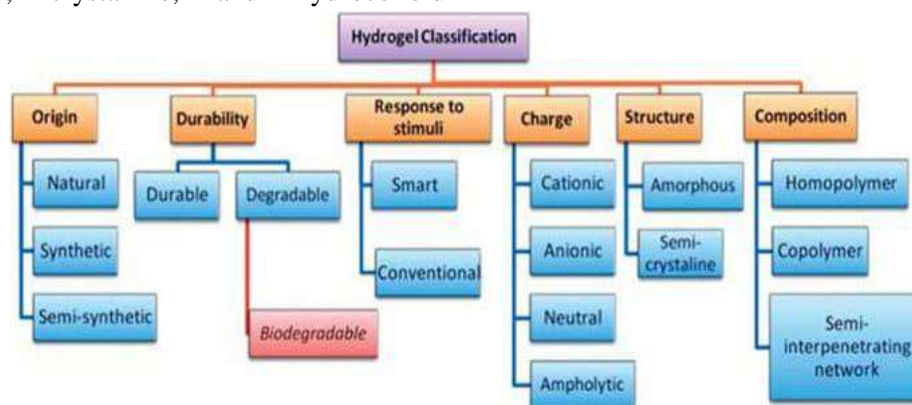 Hydrogel Classification
Origin
Durability
Response to
stimuli
Charge
Structure
Composition
Natural
Synthetic
Semi-synthetic
Durable
Degradable
Biodegradable
Smart
Conventional
Cationic
Anionic
Neutral
Ampholytic
Amorphous
Semi-
crystaline
Homopolymer
Copolymer
Semi-
interpenetrating
network